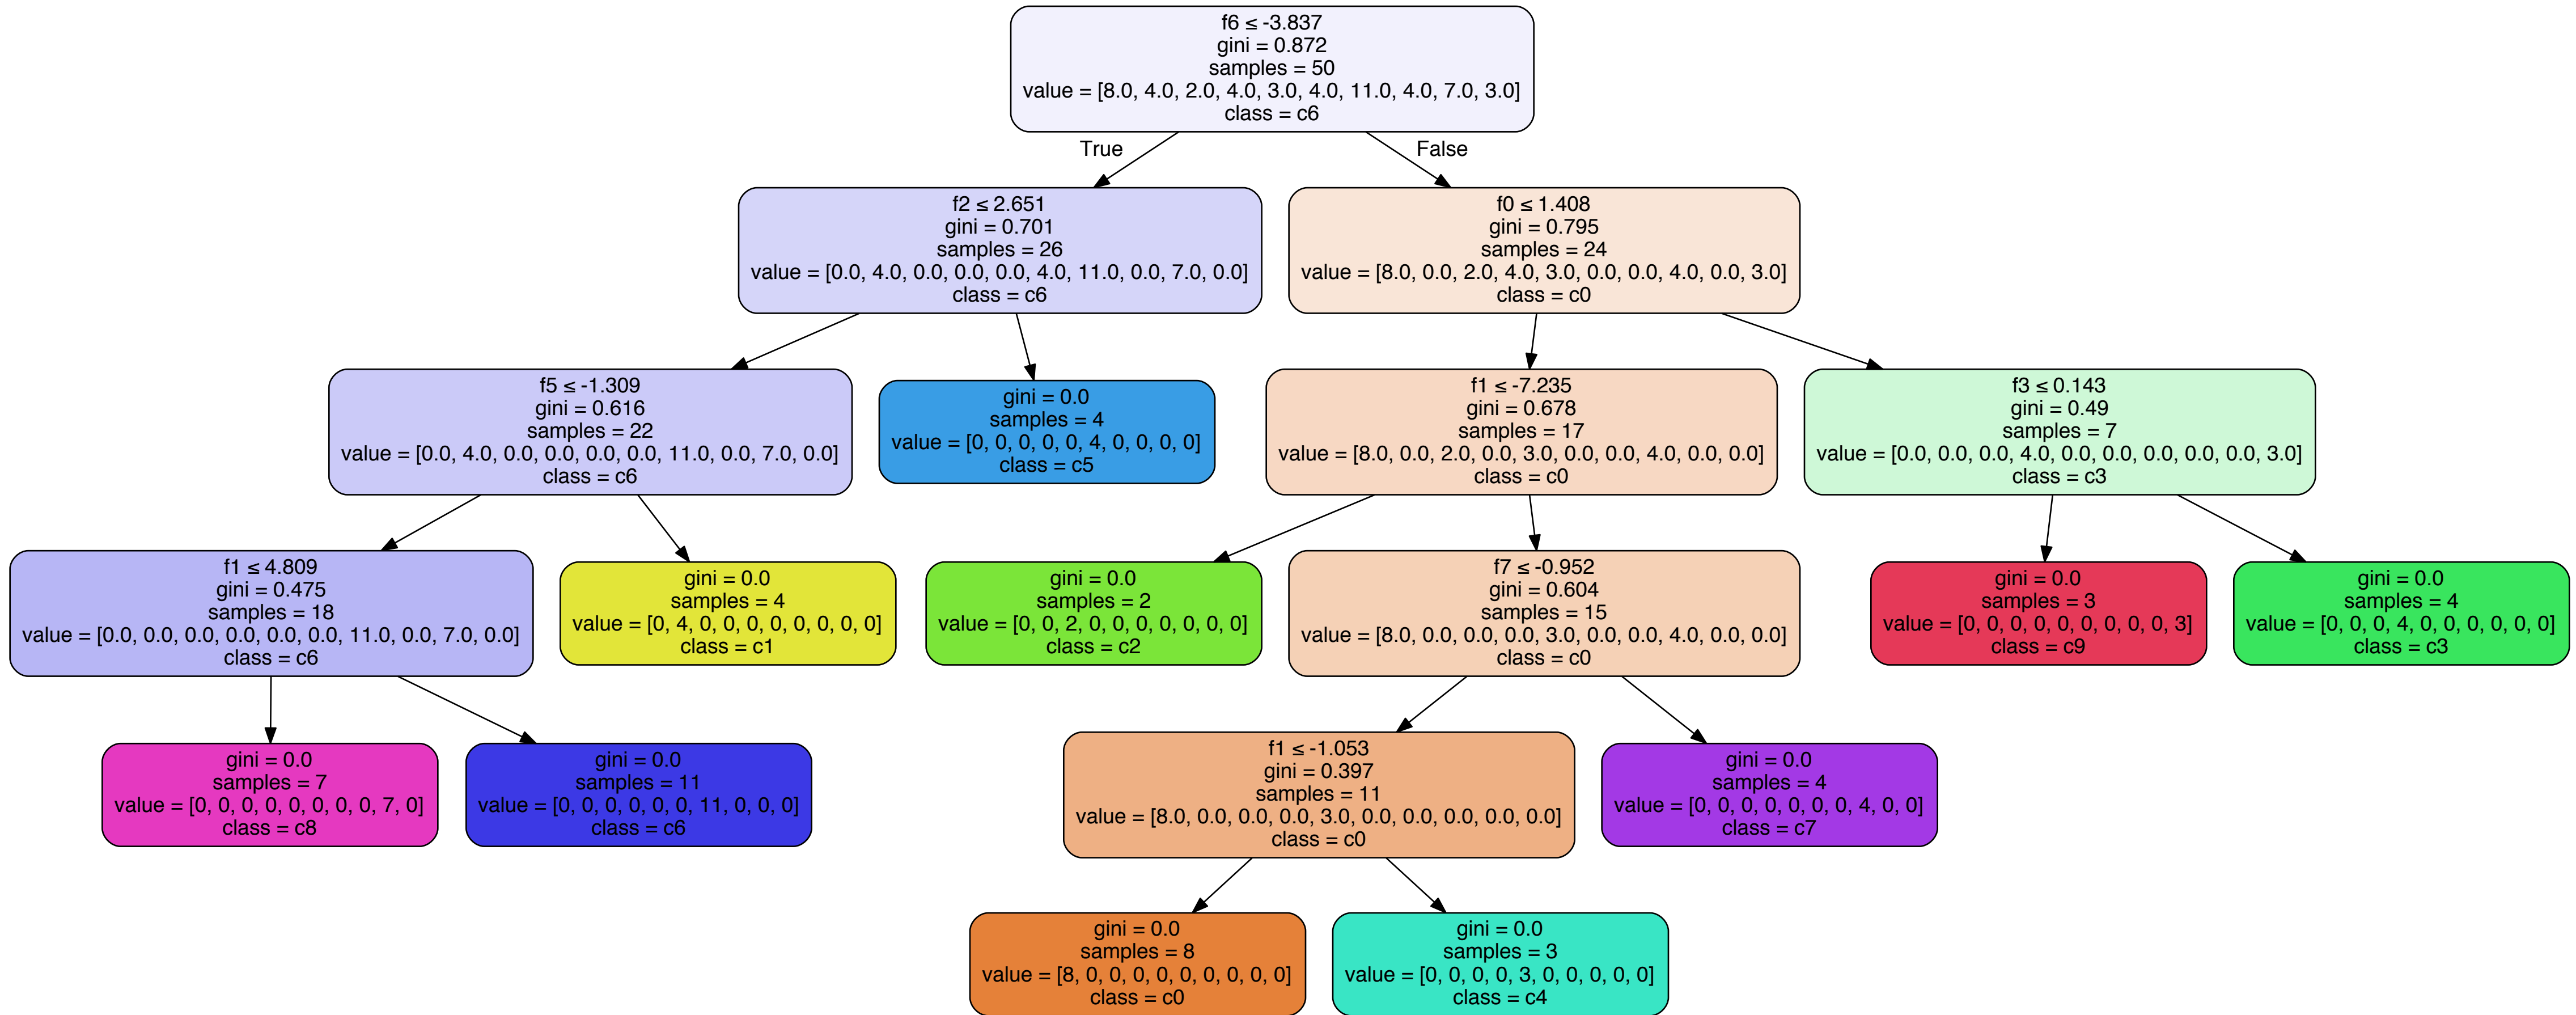 f6 ≤ -3.837
gini = 0.872
samples = 50
value = [8.0, 4.0, 2.0, 4.0, 3.0, 4.0, 11.0, 4.0, 7.0, 3.0]
class = c6
True
False
f2 ≤ 2.651
gini = 0.701
samples = 26
value = [0.0, 4.0, 0.0, 0.0, 0.0, 4.0, 11.0, 0.0, 7.0, 0.0]
class = c6
f0 ≤ 1.408
gini = 0.795
samples = 24
value = [8.0, 0.0, 2.0, 4.0, 3.0, 0.0, 0.0, 4.0, 0.0, 3.0]
class = c0
f5 ≤ -1.309
gini = 0.616
samples = 22
value = [0.0, 4.0, 0.0, 0.0, 0.0, 0.0, 11.0, 0.0, 7.0, 0.0]
class = c6
gini = 0.0
samples = 4
value = [0, 0, 0, 0, 0, 4, 0, 0, 0, 0]
class = c5
f1 ≤ -7.235
gini = 0.678
samples = 17
value = [8.0, 0.0, 2.0, 0.0, 3.0, 0.0, 0.0, 4.0, 0.0, 0.0]
class = c0
f3 ≤ 0.143
gini = 0.49
samples = 7
value = [0.0, 0.0, 0.0, 4.0, 0.0, 0.0, 0.0, 0.0, 0.0, 3.0]
class = c3
f1 ≤ 4.809
gini = 0.475
samples = 18
value = [0.0, 0.0, 0.0, 0.0, 0.0, 0.0, 11.0, 0.0, 7.0, 0.0]
class = c6
gini = 0.0
samples = 4
value = [0, 4, 0, 0, 0, 0, 0, 0, 0, 0]
class = c1
gini = 0.0
samples = 2
value = [0, 0, 2, 0, 0, 0, 0, 0, 0, 0]
class = c2
f7 ≤ -0.952
gini = 0.604
samples = 15
value = [8.0, 0.0, 0.0, 0.0, 3.0, 0.0, 0.0, 4.0, 0.0, 0.0]
class = c0
gini = 0.0
samples = 3
value = [0, 0, 0, 0, 0, 0, 0, 0, 0, 3]
class = c9
gini = 0.0
samples = 4
value = [0, 0, 0, 4, 0, 0, 0, 0, 0, 0]
class = c3
gini = 0.0
samples = 7
value = [0, 0, 0, 0, 0, 0, 0, 0, 7, 0]
class = c8
gini = 0.0
samples = 11
value = [0, 0, 0, 0, 0, 0, 11, 0, 0, 0]
class = c6
f1 ≤ -1.053
gini = 0.397
samples = 11
value = [8.0, 0.0, 0.0, 0.0, 3.0, 0.0, 0.0, 0.0, 0.0, 0.0]
class = c0
gini = 0.0
samples = 4
value = [0, 0, 0, 0, 0, 0, 0, 4, 0, 0]
class = c7
gini = 0.0
samples = 8
value = [8, 0, 0, 0, 0, 0, 0, 0, 0, 0]
class = c0
gini = 0.0
samples = 3
value = [0, 0, 0, 0, 3, 0, 0, 0, 0, 0]
class = c4